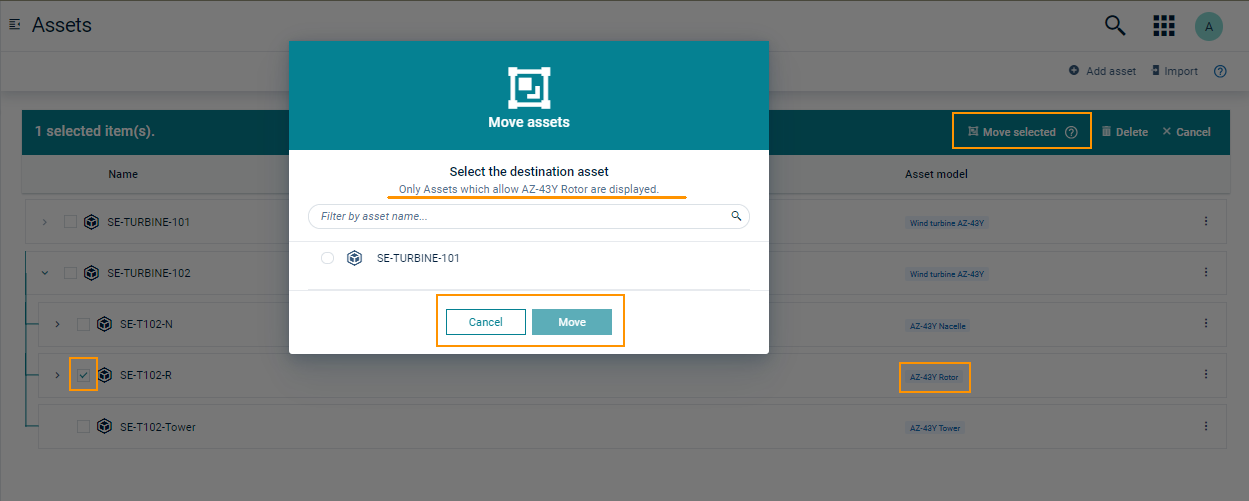 Assets
A
Add asset
Import
?
Move assets
1 selected item(s).
Move selected ?
Delete
Cancel
Select the destination asset
Only Assets which allow AZ-43Y Rotor are displayed.
Filter by asset name...
Name
Asset model
SE-TURBINE-101
Wind turbine AZ-43Y
SE-TURBINE-101
SE-TURBINE-102
Wind turbine AZ-43Y
Cancel
Move
SE-T102-N
AZ-43Y Nacelle
SE-T102-R
AZ-43Y Rotor
SE-T102-Tower
AZ-43Y Tower